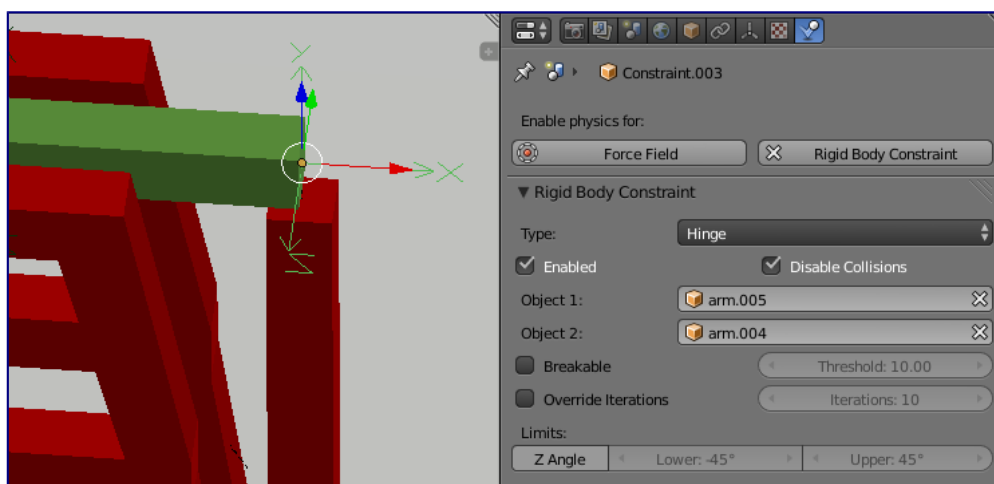 Y
X
Z
Constraint.003
Enable physics for:
Force Field
Rigid Body Constraint
Rigid Body Constraint
Type: Hinge
Enabled Disable Collisions
Object 1: arm.005
Object 2: arm.004
Breakable Threshold: 10.00
Override Iterations Iterations: 10
Limits:
Z Angle Lower: -45° Upper: 45°